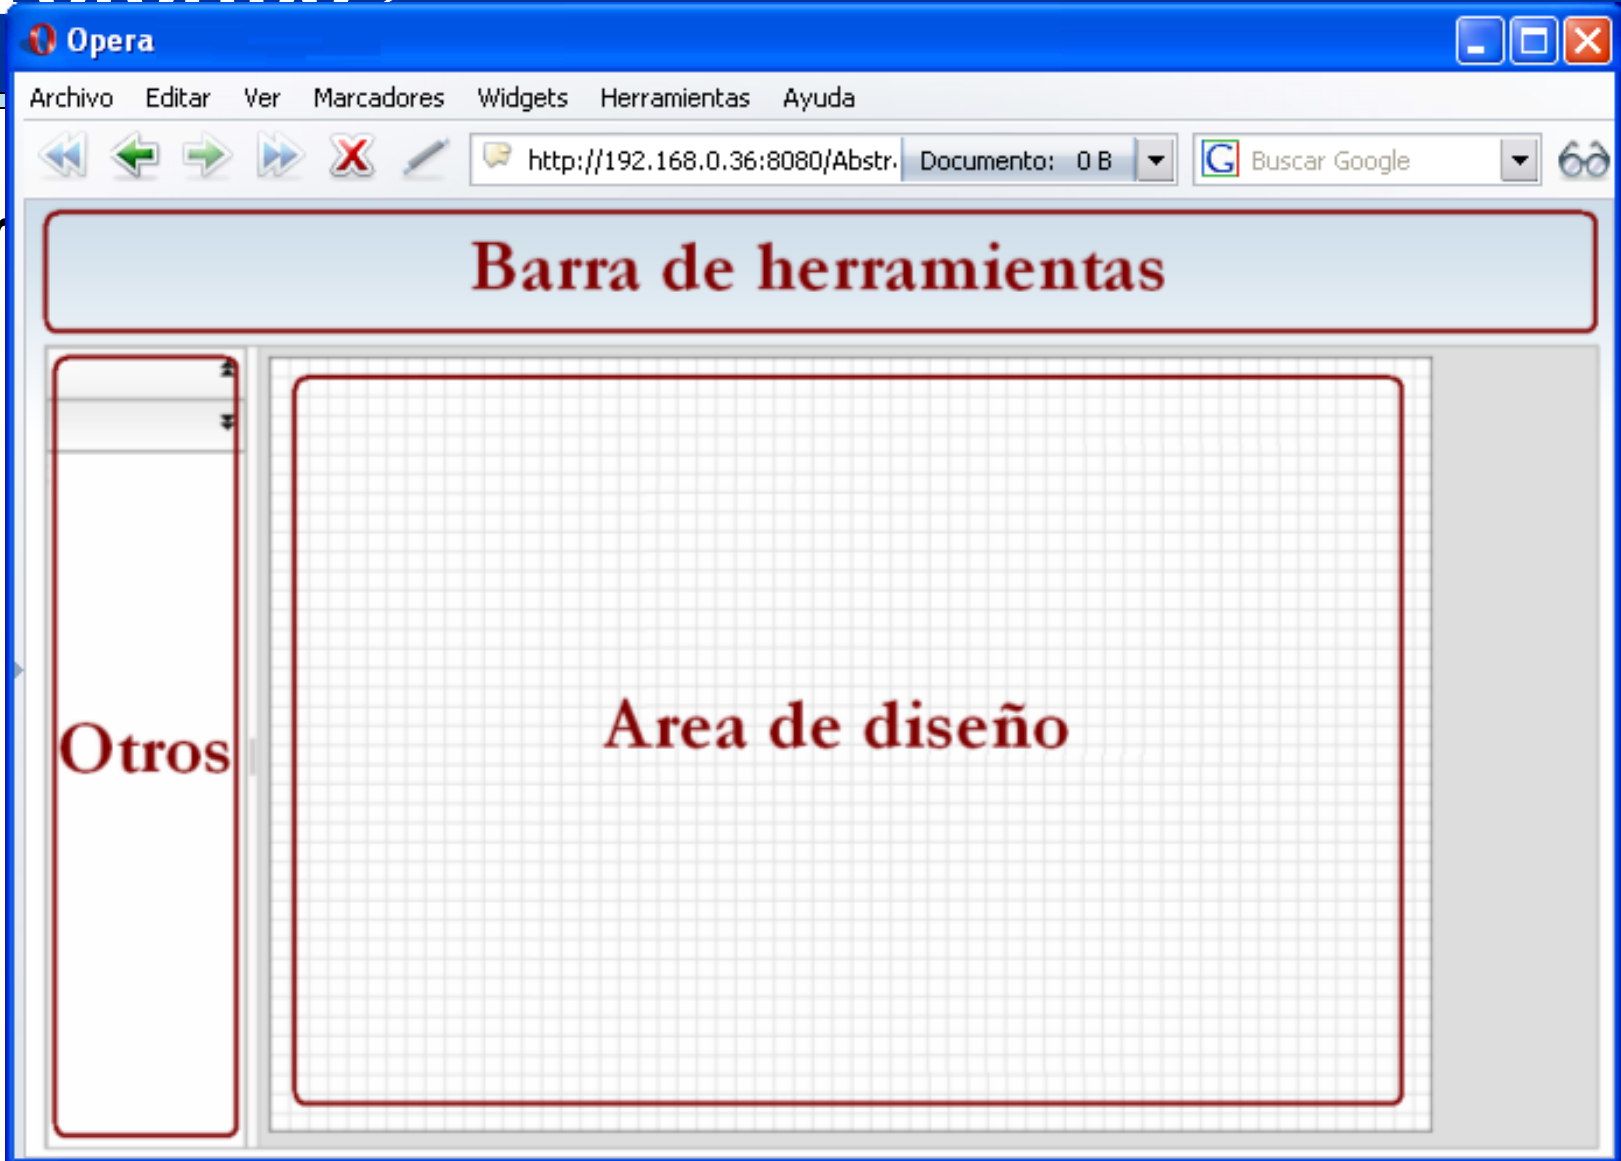 Opera
Archivo Editar Ver Marcadores Widgets Herramientas Ayuda
http://192.168.0.36:8080/Abstr Documento: 0 B Buscar Google
Barra de herramientas
Otros
Area de diseño